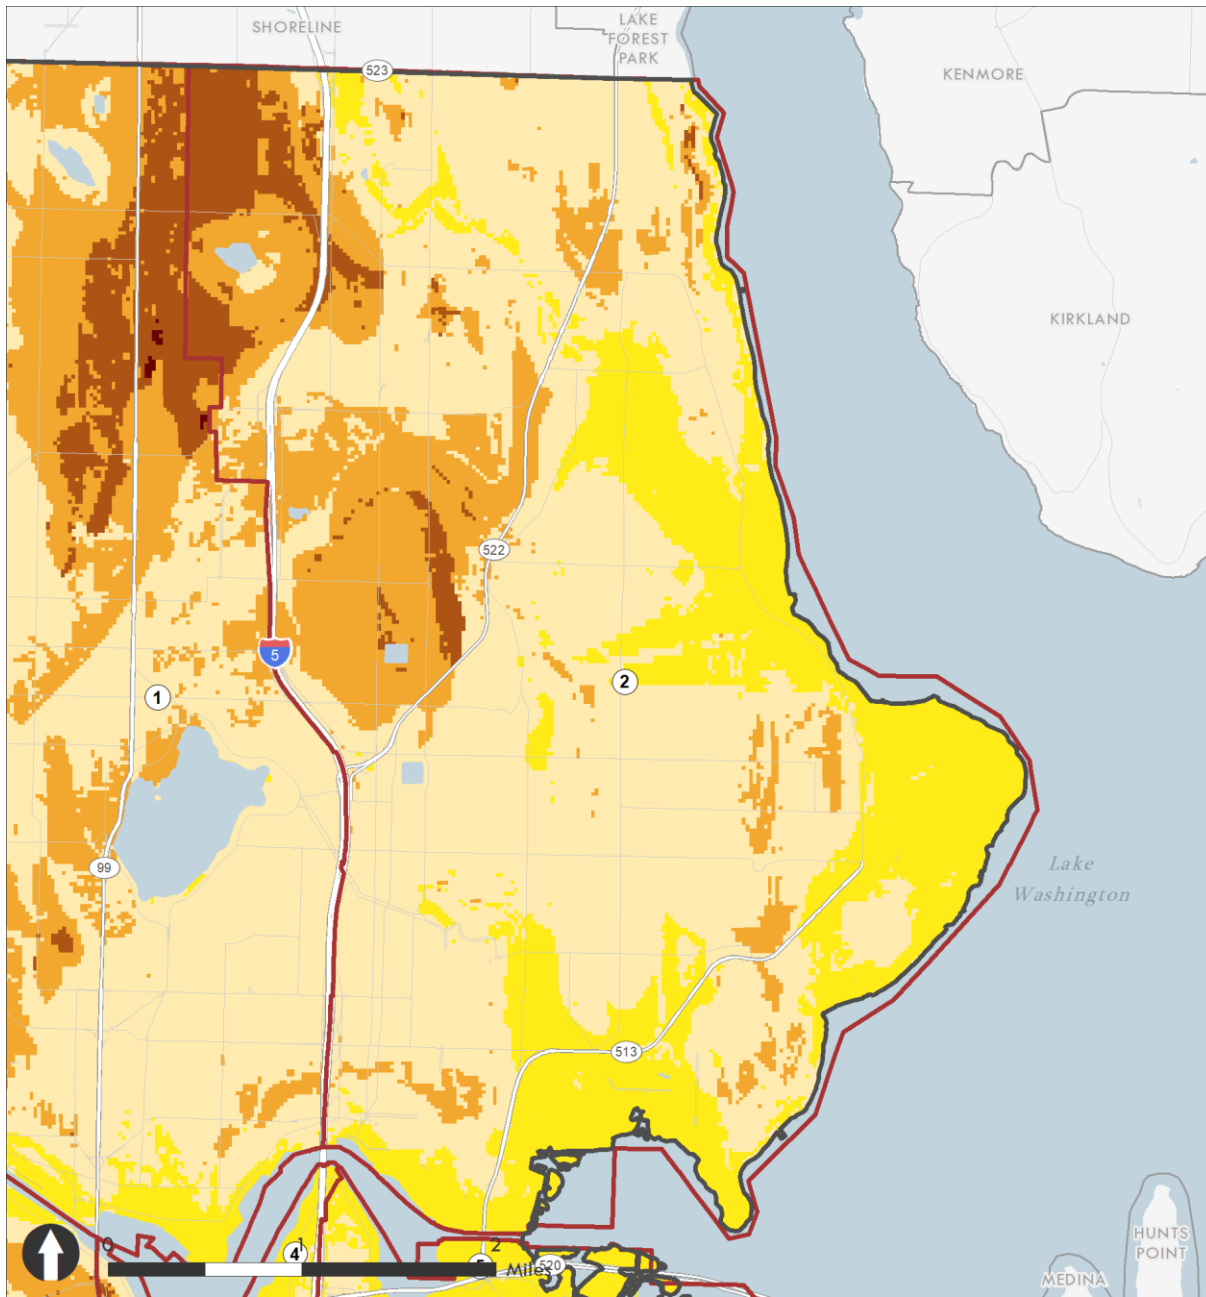 SHORELINE
LAKE
FOREST
PARK
523
KENMORE
KIRKLAND
522
5
1
2
99
Lake
Washington
513
HUNTS
POINT
0
1
2
4
5
Miles
520
MEDINA